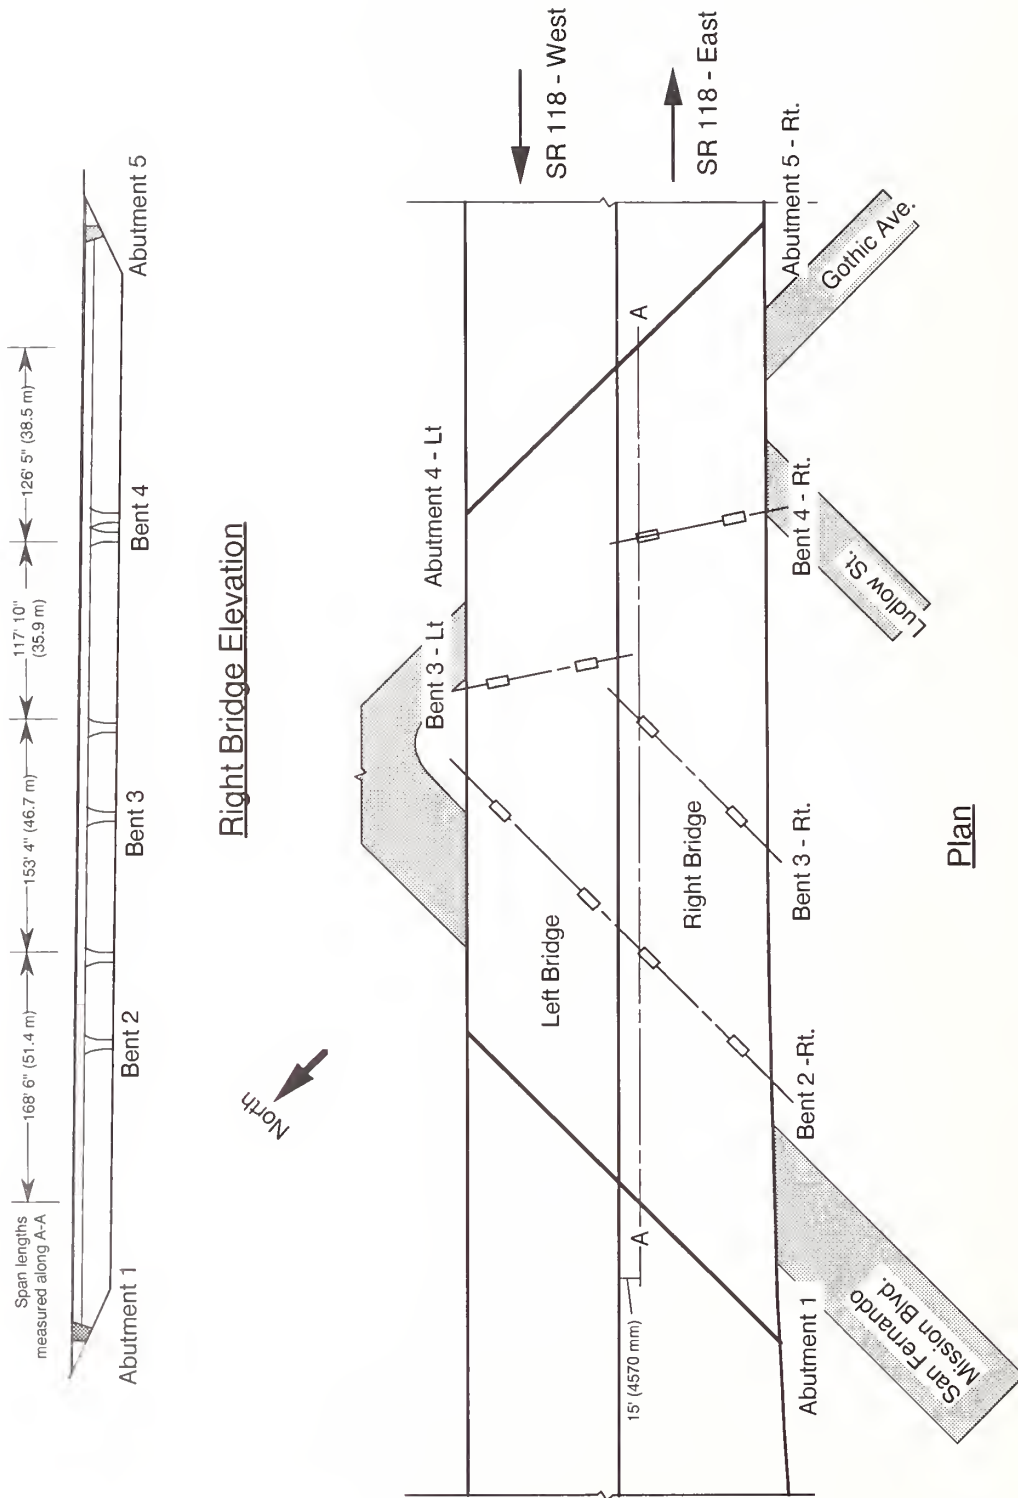 Span lengths
measured along A-A
168' 6" (51.4 m)
153' 4" (46.7 m)
117' 10"
(35.9 m)
126' 5" (38.5 m)
Abutment 1
Bent 2
Bent 3
Bent 4
Abutment 5
Right Bridge Elevation
North
Bent 3 - Lt
Abutment 4 - Lt
SR 118 - West
SR 118 - East
Left Bridge
Right Bridge
A
A
15' (4570 mm)
Abutment 1
San Fernando
Mission Blvd.
Bent 2 -Rt.
Bent 3 - Rt.
Bent 4 - Rt.
Ludlow St.
Gothic Ave.
Abutment 5 - Rt.
Plan